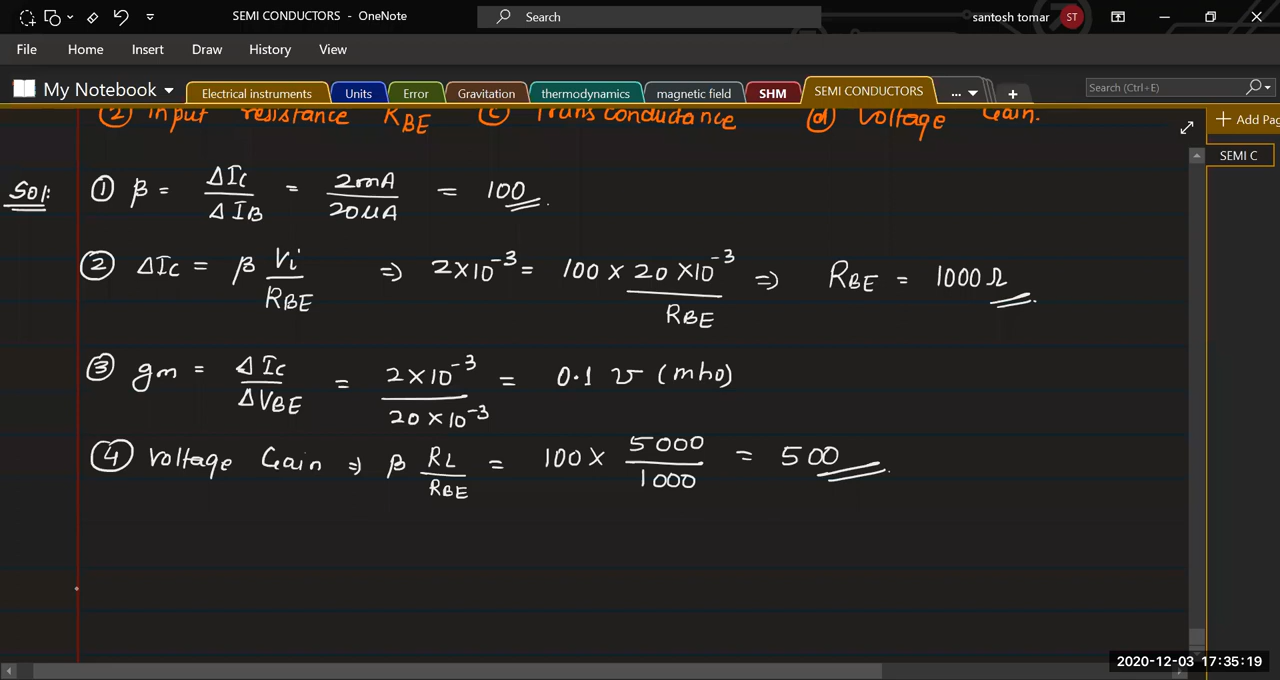 SEMI CONDUCTORS - OneNote
Search
santosh tomar
ST
File Home Insert Draw History View
My Notebook
Electrical instruments Units Error Gravitation thermodynamics magnetic field SHM SEMI CONDUCTORS ...
Search (Ctrl+E)
Add Pag
SEMI C
② Input resistance R_BE © Transconductance ⓓ Voltage Gain.
Sol:
① β = ΔIc / ΔIB = 2mA / 20μA = 100
② ΔIc = β Vi / RBE ⇒ 2×10⁻³ = 100 × 20 ×10⁻³ / RBE ⇒ RBE = 1000 Ω
③ gm = ΔIc / ΔVBE = 2×10⁻³ / 20×10⁻³ = 0.1 ℧ (mho)
④ Voltage Gain ⇒ β RL / RBE = 100 × 5000 / 1000 = 500
2020-12-03 17:35:19